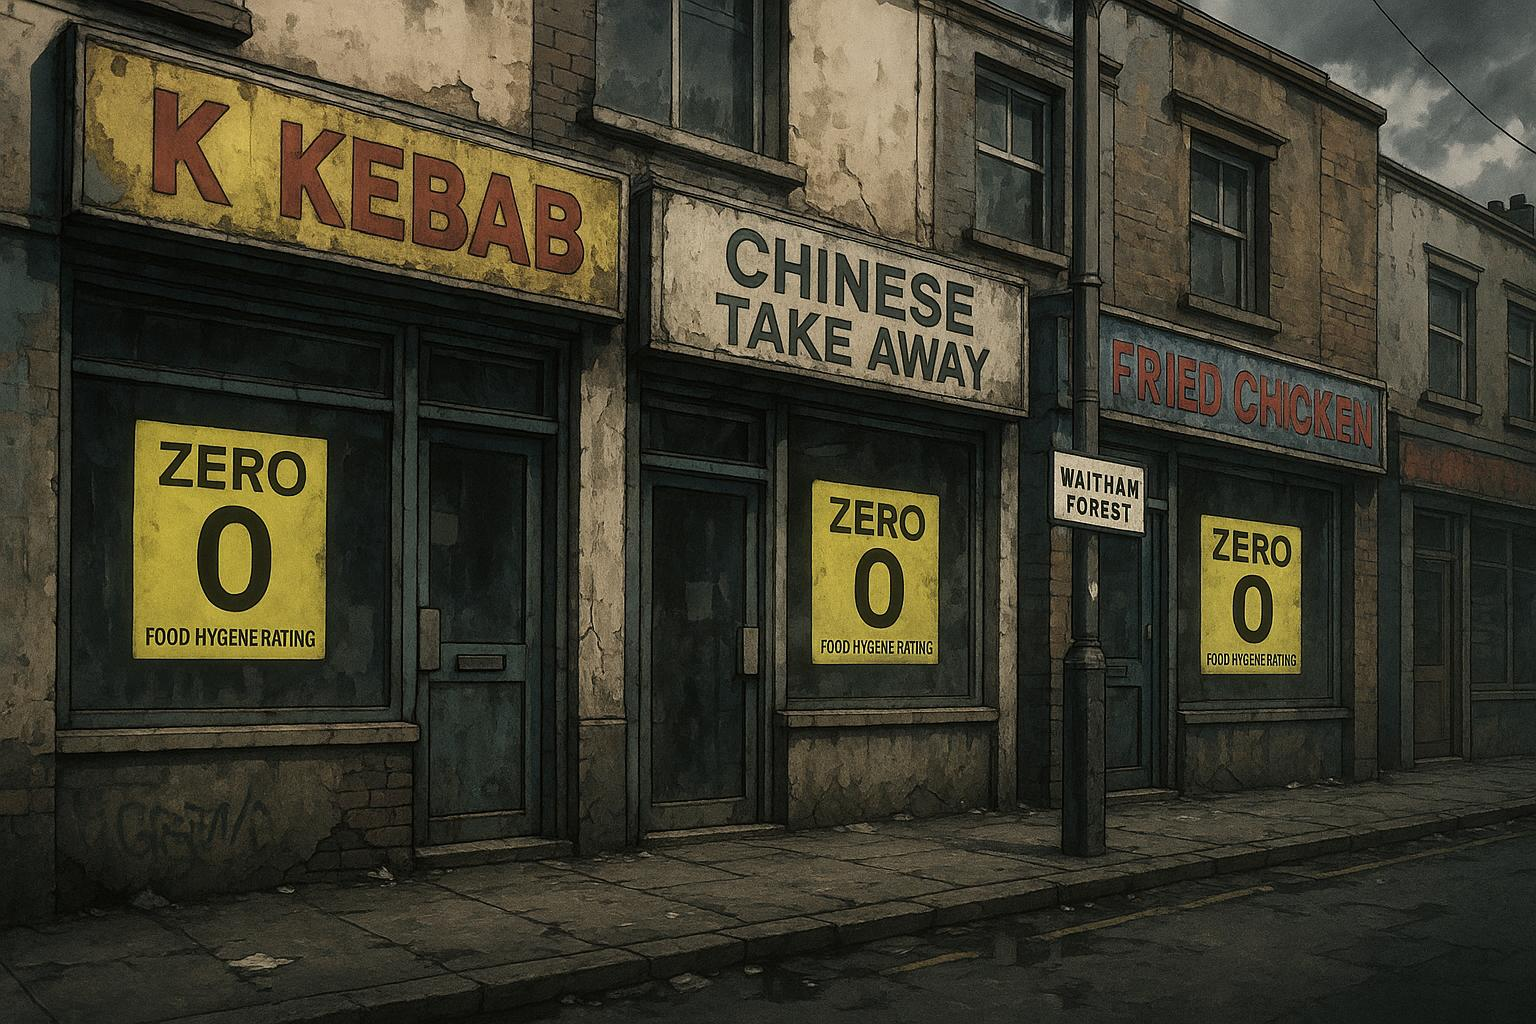 K KEBAB
CHINESE
TAKE AWAY
FRIED CHICKEN
ZERO
0
FOOD HYGENE RATING
ZERO
0
FOOD HYGENE RATING
WAITHAM
FOREST
ZERO
0
FOOD HYGENE RATING